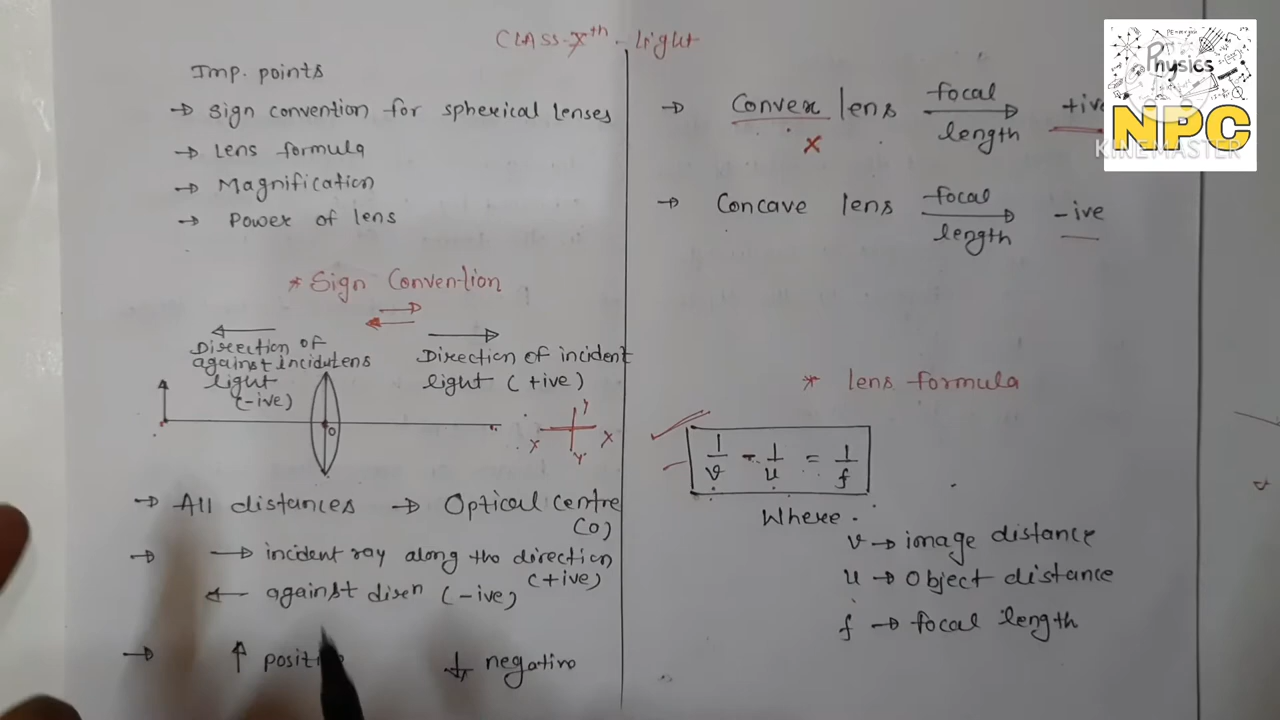 CLASS-Xth - Light
Imp. points
→ Sign convention for spherical lenses
→ Lens formula
→ Magnification
→ Power of lens
* Sign Convention
Direction of
against incident
light
(-ive)
lens
Direction of incident
light (+ive)
O
Y
X X
Y'
→ All distances → Optical centre
(O)
→ → incident ray along the direction
(+ive)
← against diren (-ive)
→ ↑ positive ↓ negative
→ Convex lens focal length → +ive
X
→ Concave lens focal length → -ive
* lens formula
1/v - 1/u = 1/f
Where
v → image distance
u → Object distance
f → focal length
Physics
NPC
KINEMASTER